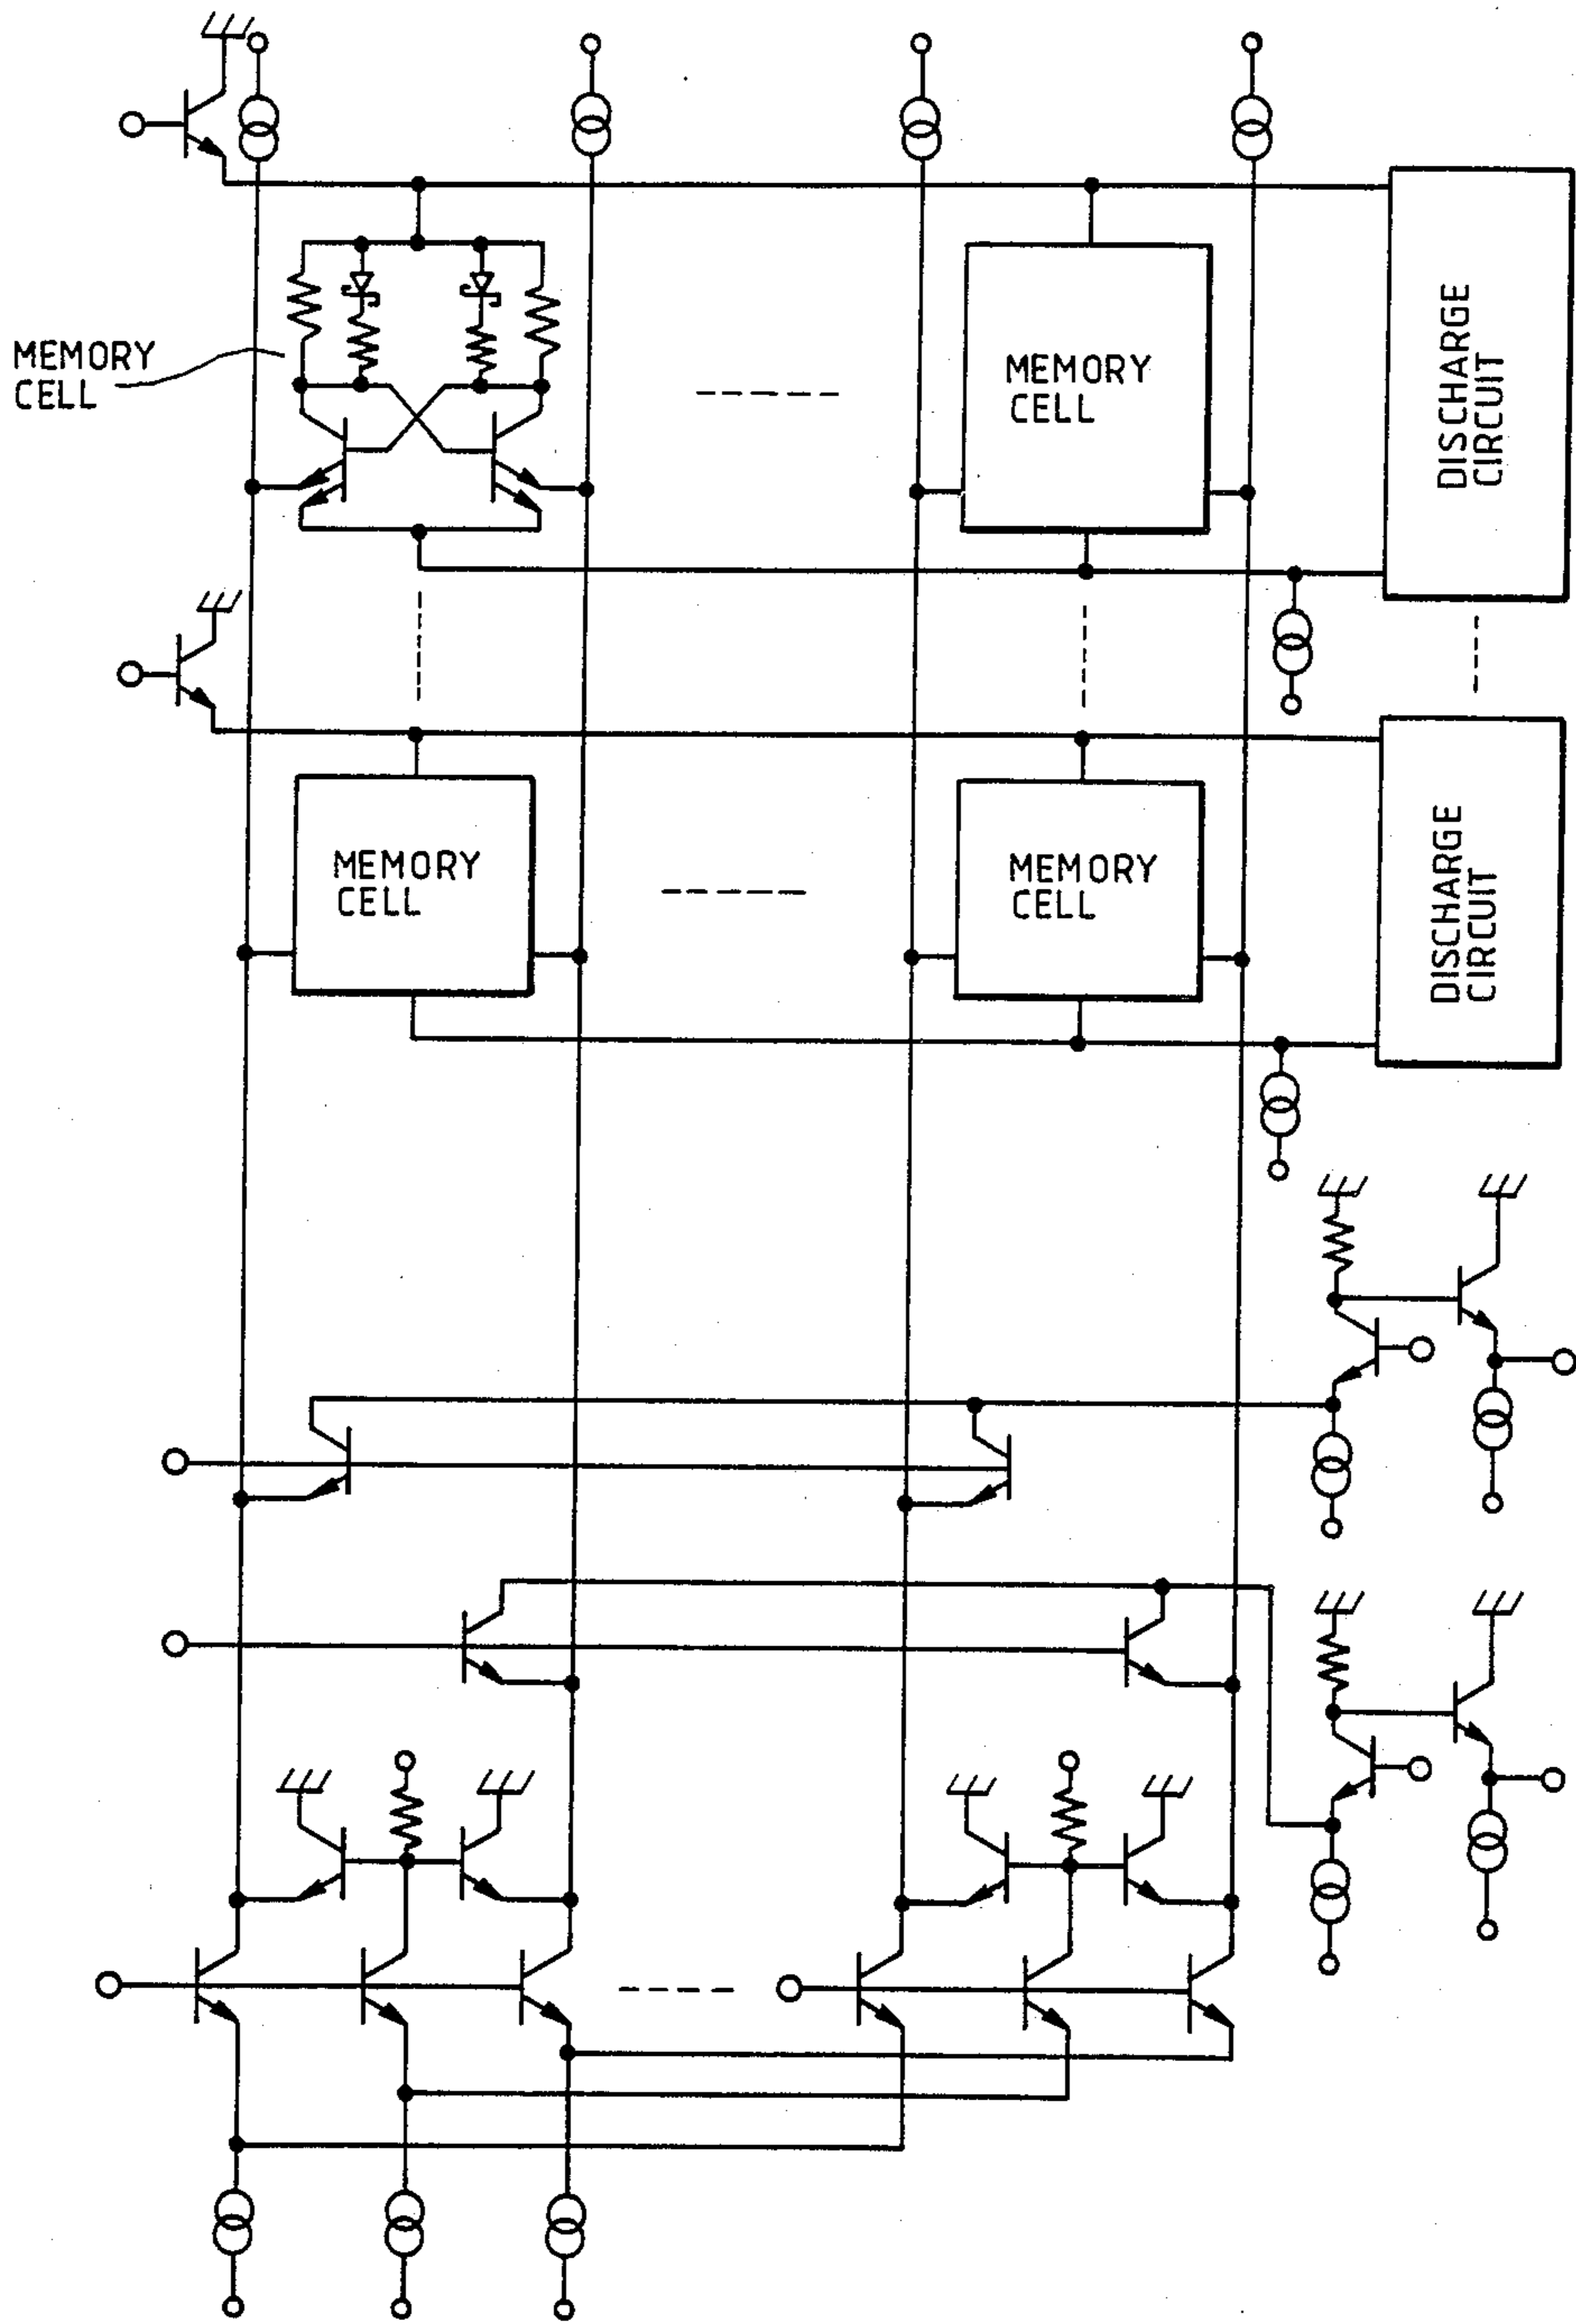 MEMORY
CELL
MEMORY
CELL
DISCHARGE
CIRCUIT
MEMORY
CELL
MEMORY
CELL
DISCHARGE
CIRCUIT